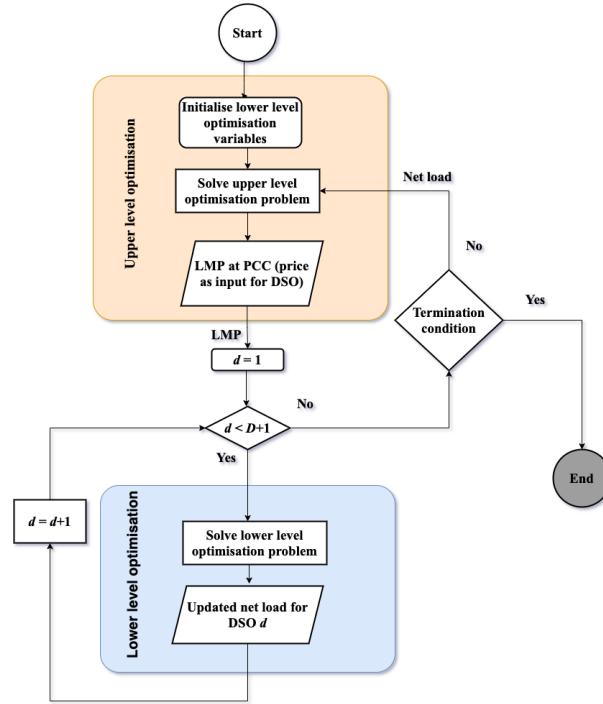 Start
Upper level optimisation
Initialise lower level
optimisation
variables
Solve upper level
optimisation problem
Net load
LMP at PCC (price
as input for DSO)
No
Termination
condition
Yes
LMP
d = 1
d < D+1
No
Yes
End
d = d+1
Lower level optimisation
Solve lower level
optimisation problem
Updated net load for
DSO d